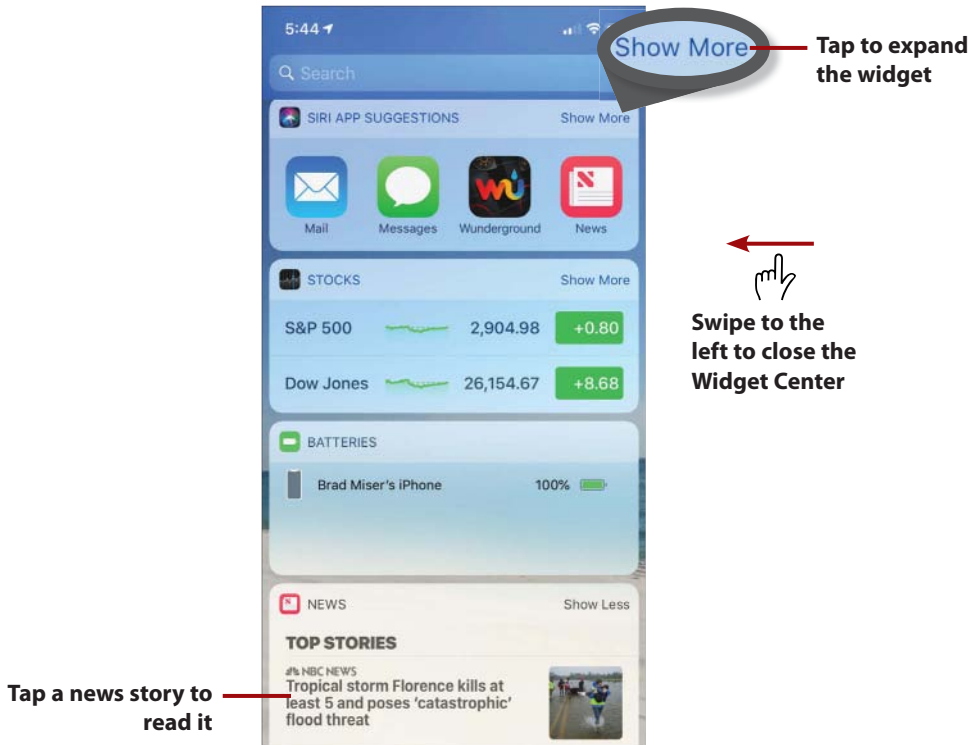 5:44
Show More
Tap to expand
the widget
Search
SIRI APP SUGGESTIONS Show More
Mail Messages Wunderground News
STOCKS Show More
S&P 500 2,904.98 +0.80
Swipe to the
left to close the
Widget Center
Dow Jones 26,154.67 +8.68
BATTERIES
Brad Miser's iPhone 100%
NEWS Show Less
TOP STORIES
NBC NEWS
Tropical storm Florence kills at
least 5 and poses ‘catastrophic’
flood threat
Tap a news story to
read it